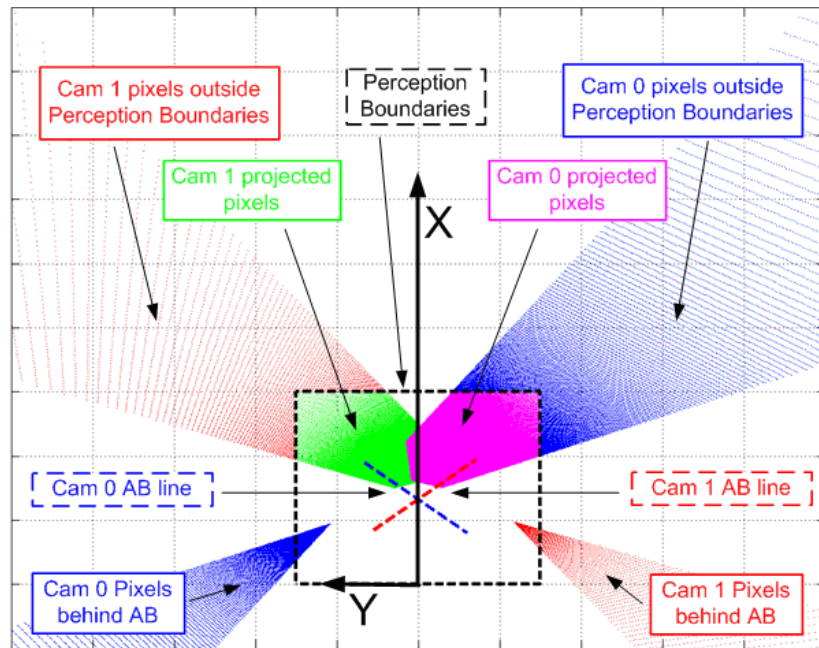 Cam 1 pixels outside
Perception Boundaries
Perception
Boundaries
Cam 0 pixels outside
Perception Boundaries
Cam 1 projected
pixels
Cam 0 projected
pixels
X
Cam 0 AB line
Cam 1 AB line
Cam 0 Pixels
behind AB
Y
Cam 1 Pixels
behind AB